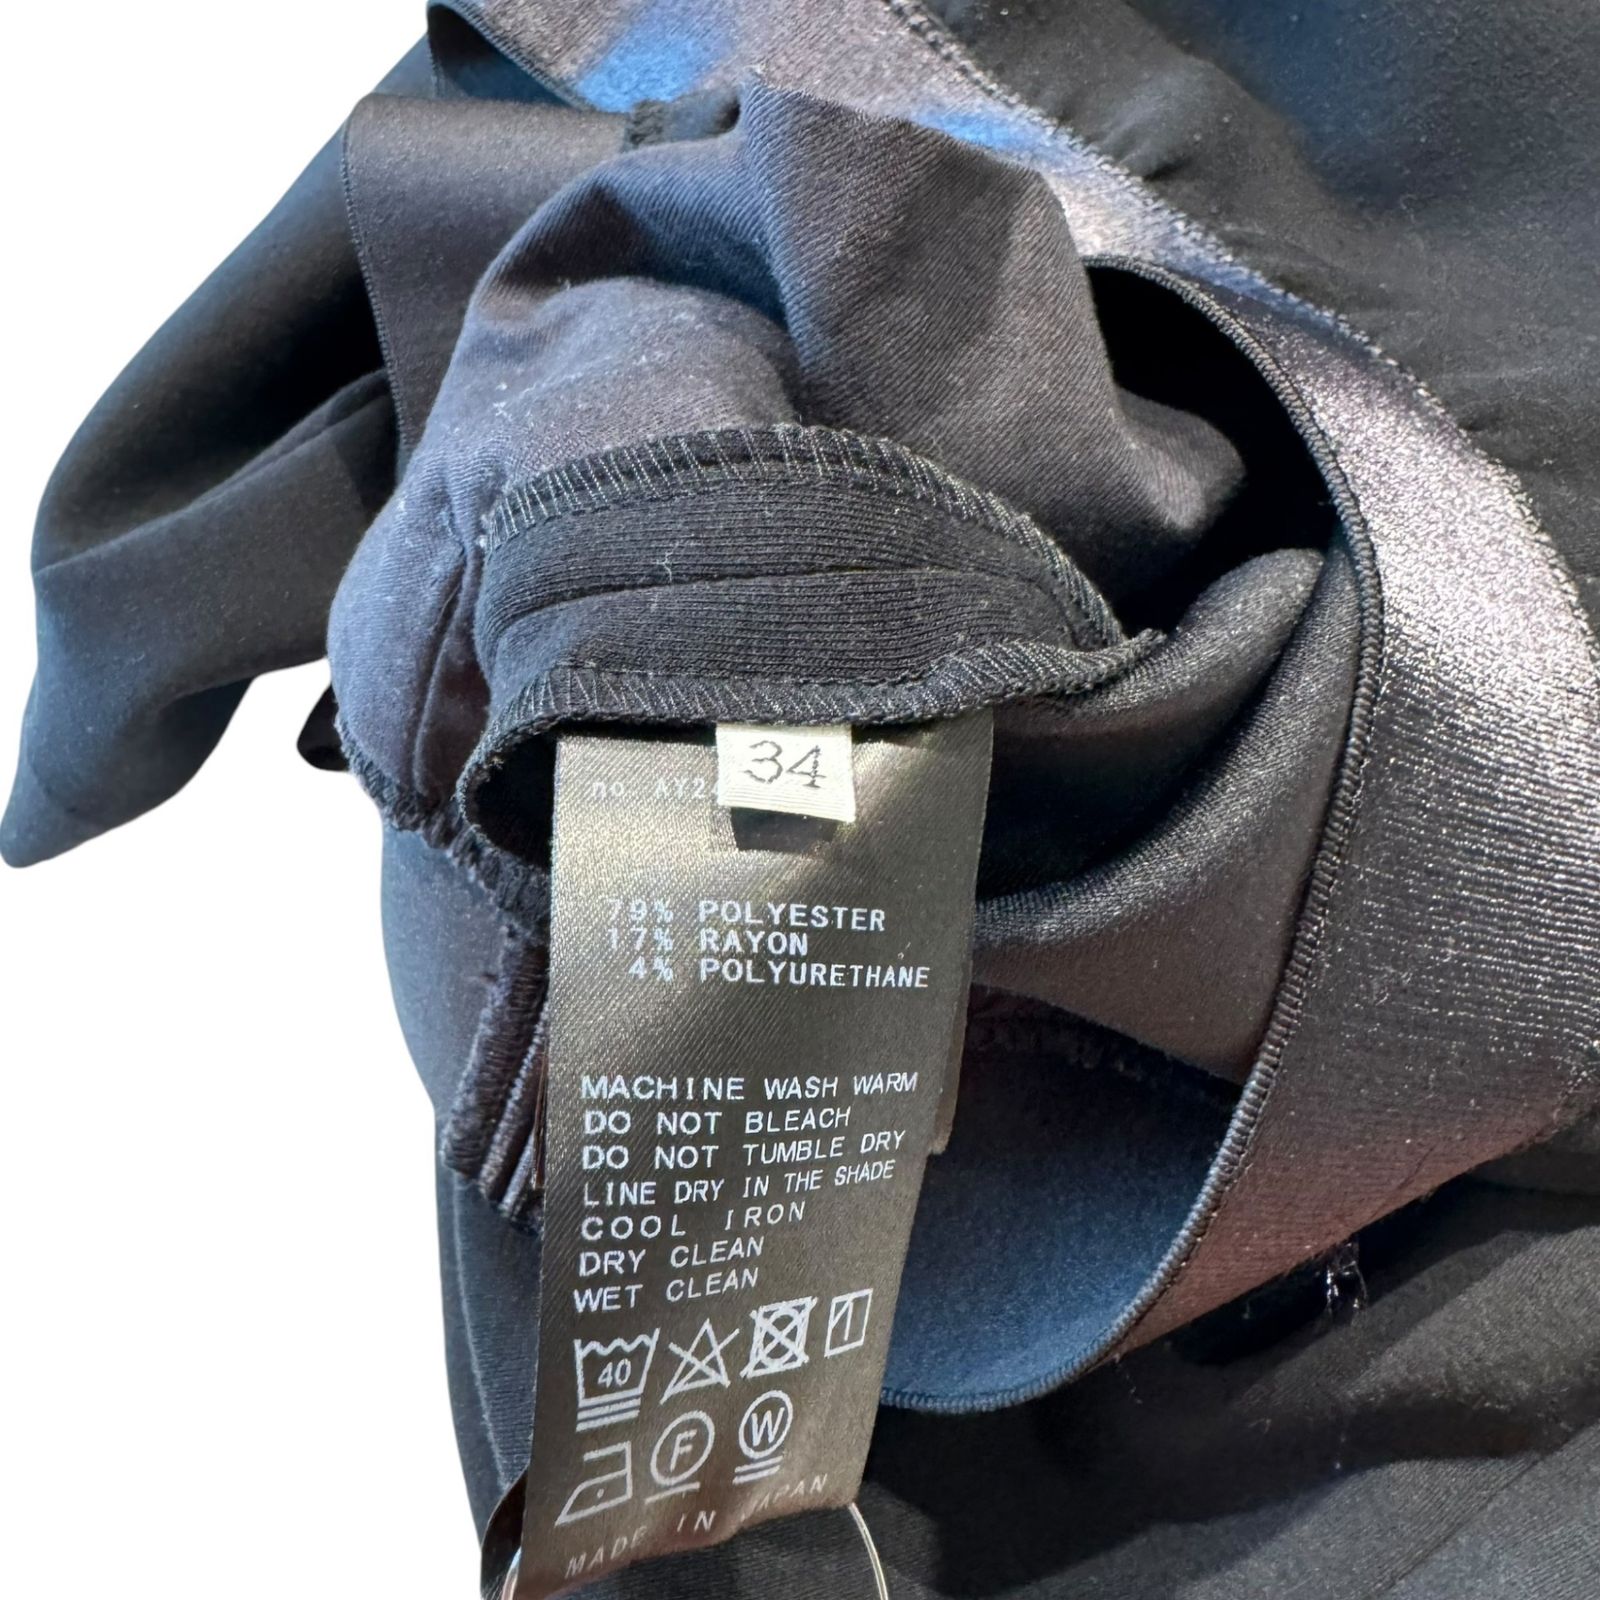 34
no. AY2
79% POLYESTER
17% RAYON
4% POLYURETHANE
MACHINE WASH WARM
DO NOT BLEACH
DO NOT TUMBLE DRY
LINE DRY IN THE SHADE
COOL IRON
DRY CLEAN
WET CLEAN
40
F W
MADE IN JAPAN